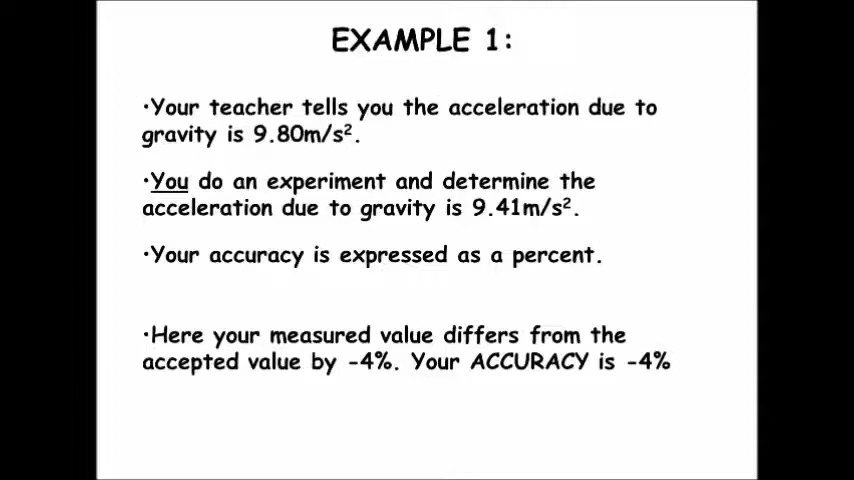 EXAMPLE 1:
•Your teacher tells you the acceleration due to
gravity is 9.80m/s².
•You do an experiment and determine the
acceleration due to gravity is 9.41m/s².
•Your accuracy is expressed as a percent.
•Here your measured value differs from the
accepted value by -4%. Your ACCURACY is -4%